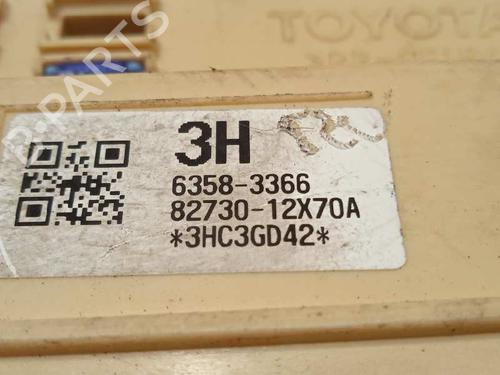 TOYOTA
3H
6358-3366
82730-12X70A
*3HC3GD42*
B-PARTS